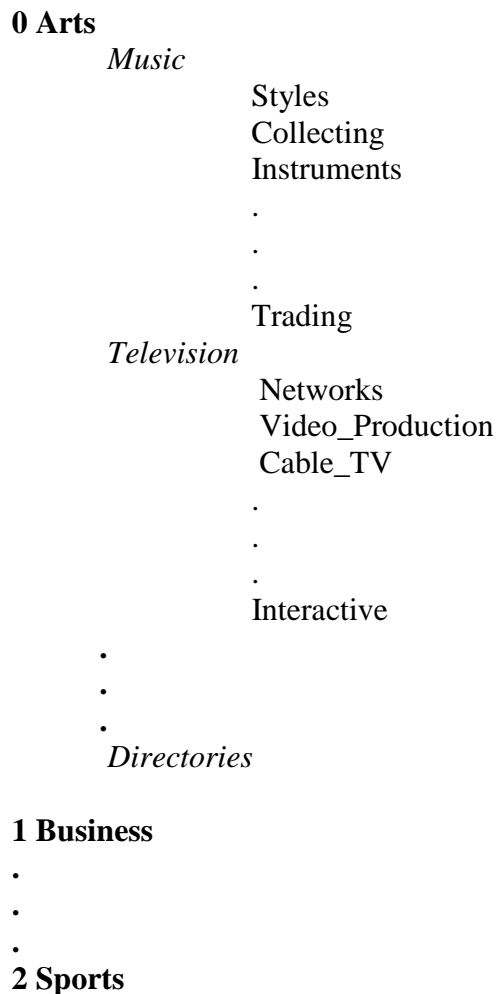 0 Arts
Music
Styles
Collecting
Instruments
.
.
.
Trading
Television
Networks
Video_Production
Cable_TV
.
.
.
Interactive
.
.
.
Directories
1 Business
.
.
.
2 Sports